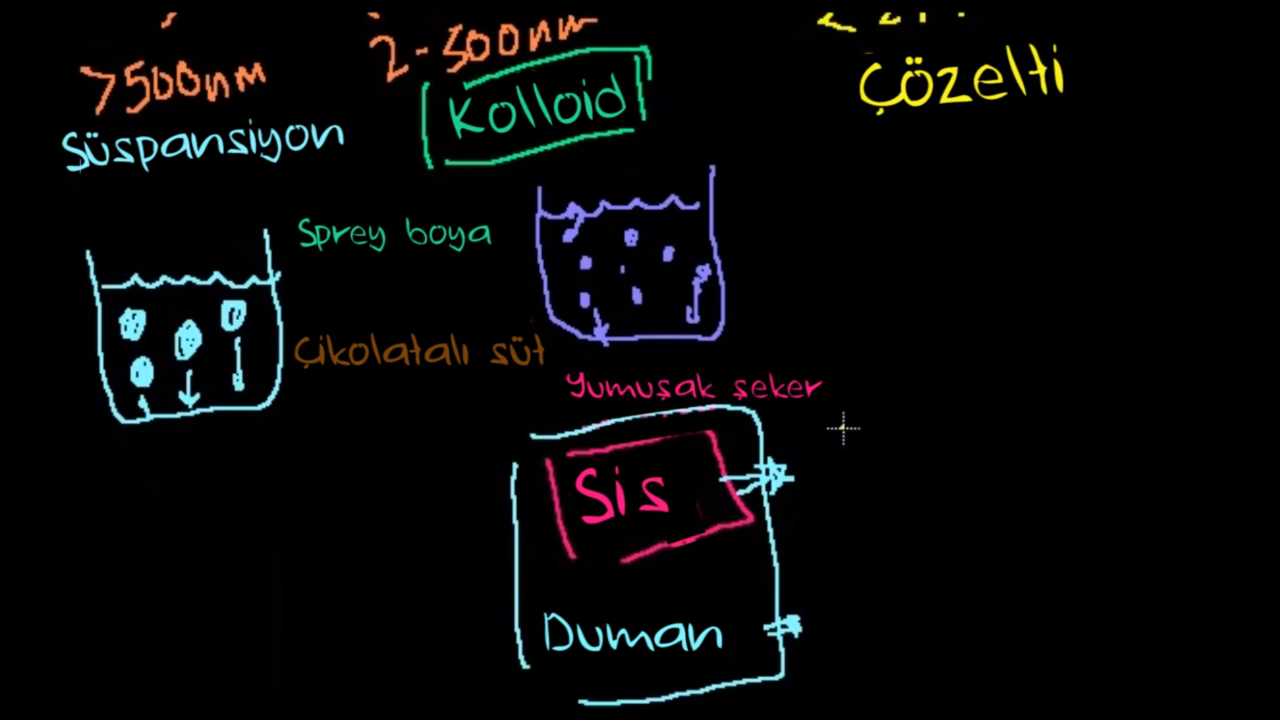 >500nm
2-500nm
Süspansiyon
Kolloid
Çözelti
Sprey boya
Çikolatalı süt
Yumuşak şeker
Sis
Duman